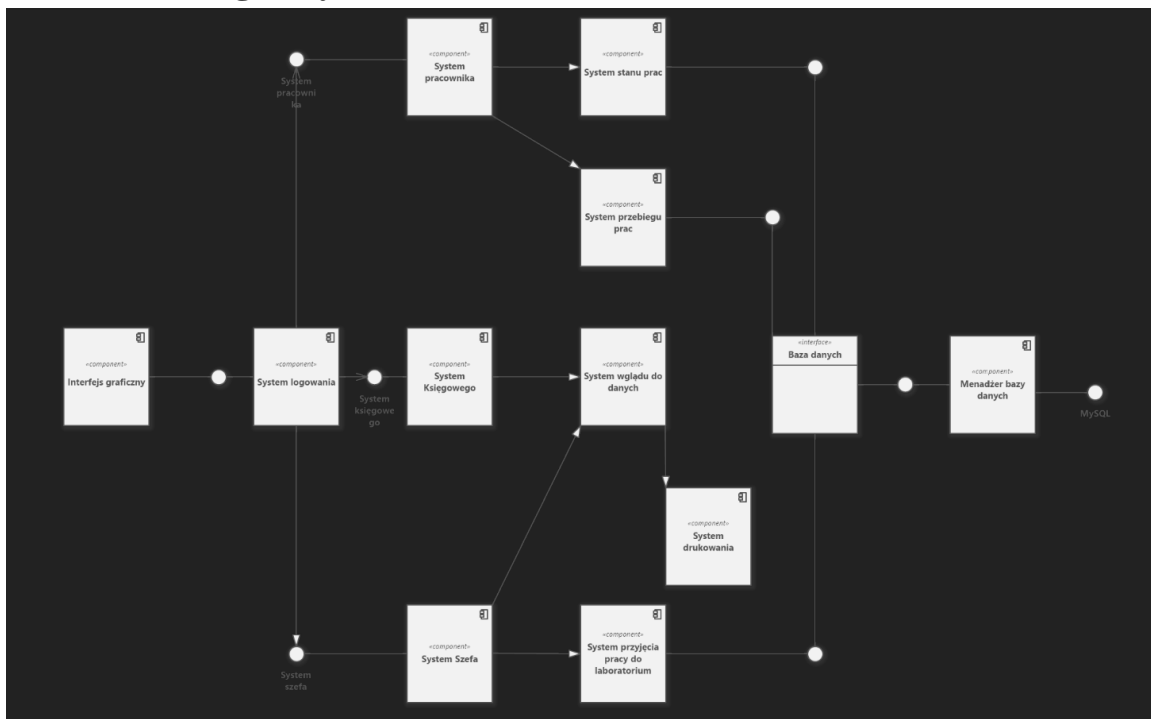 «component»
System
pracownika
«component»
System stanu prac
System
pracowni
ka
«component»
System przebiegu
prac
«component»
Interfejs graficzny
«component»
System logowania
System
księgowe
go
«component»
System
Księgowego
«component»
System wglądu do
danych
«interface»
Baza danych
«component»
Menadżer bazy
danych
MySQL
«component»
System
drukowania
System
szefa
«component»
System Szefa
«component»
System przyjęcia
pracy do
laboratorium